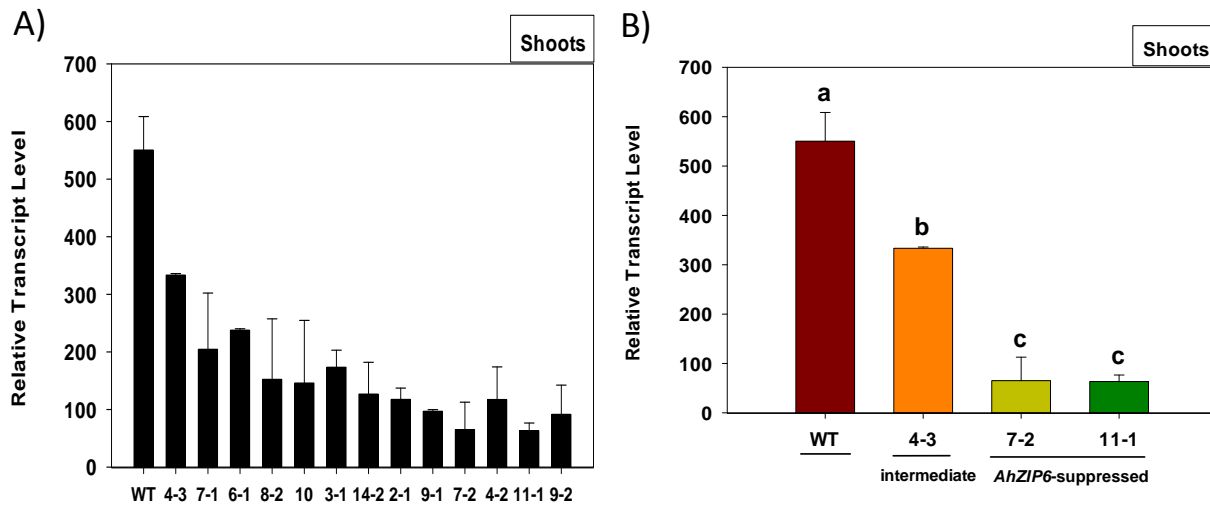 A)
Shoots
Relative Transcript Level
700
600
500
400
300
200
100
0
WT 4-3 7-1 6-1 8-2 10 3-1 14-2 2-1 9-1 7-2 4-2 11-1 9-2
B)
Shoots
Relative Transcript Level
700
600
500
400
300
200
100
0
a
b
c c
WT 4-3 7-2 11-1
intermediate AhZIP6-suppressed